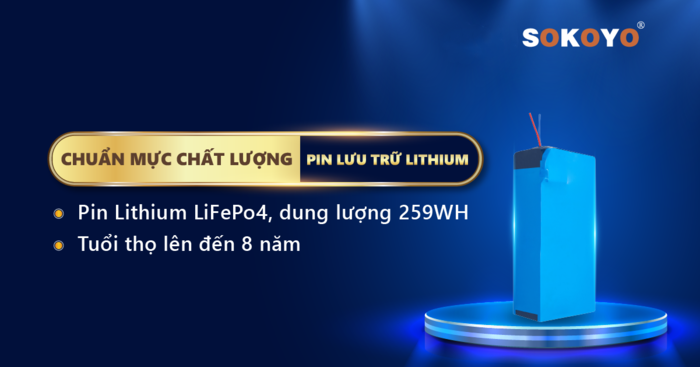 SOKOYO®
CHUẨN MỰC CHẤT LƯỢNG PIN LƯU TRỮ LITHIUM
Pin Lithium LiFePo4, dung lượng 259WH
Tuổi thọ lên đến 8 năm